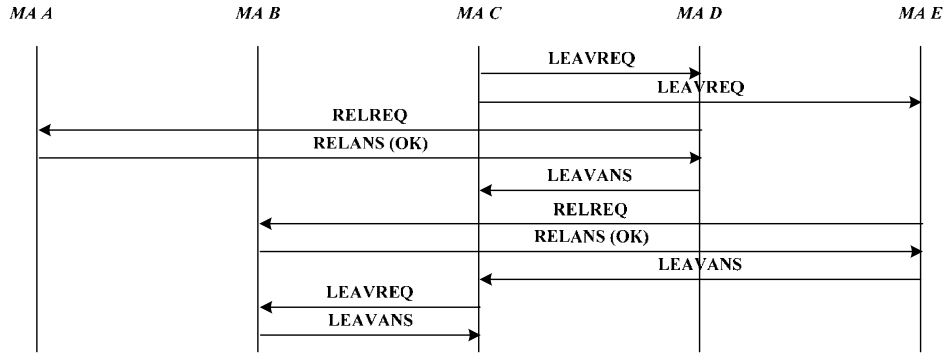 MA A MA B MA C MA D MA E
LEAVREQ
LEAVREQ
RELREQ
RELANS (OK)
LEAVANS
RELREQ
RELANS (OK)
LEAVANS
LEAVREQ
LEAVANS